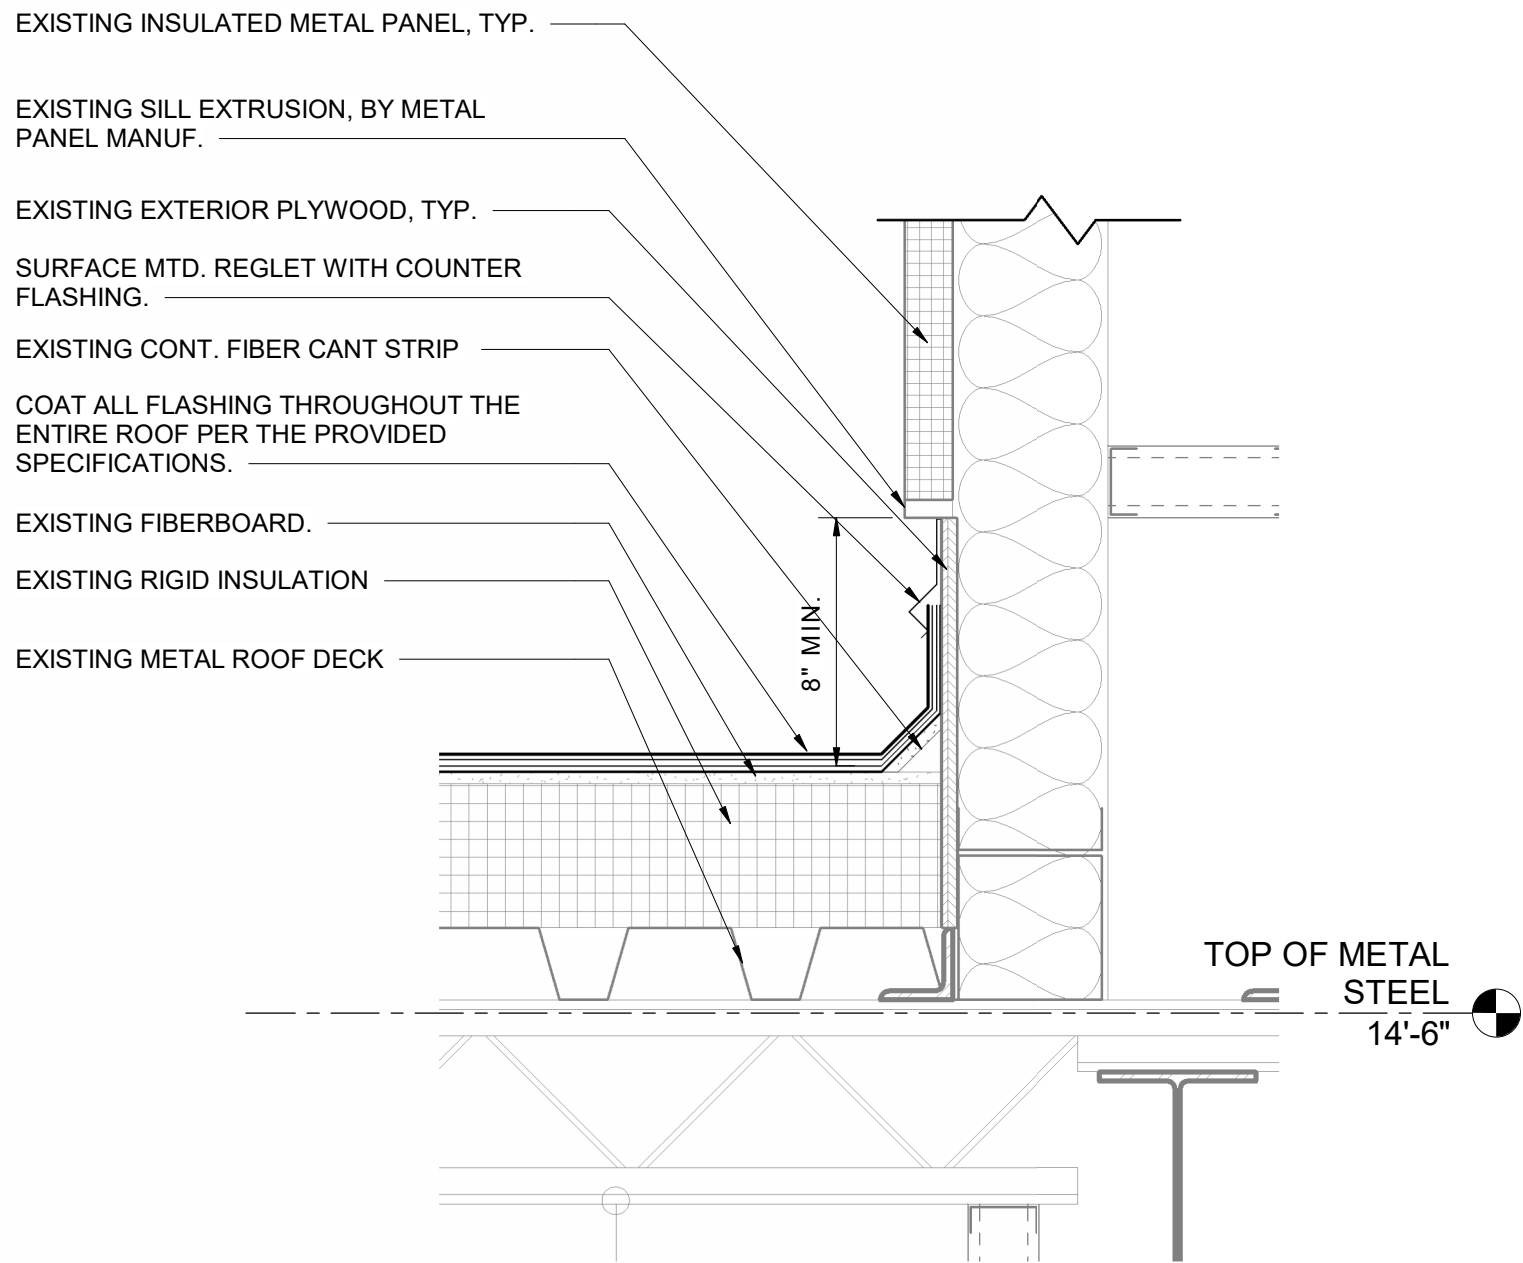 EXISTING INSULATED METAL PANEL, TYP.
EXISTING SILL EXTRUSION, BY METAL
PANEL MANUF.
EXISTING EXTERIOR PLYWOOD, TYP.
SURFACE MTD. REGLET WITH COUNTER
FLASHING.
EXISTING CONT. FIBER CANT STRIP
COAT ALL FLASHING THROUGHOUT THE
ENTIRE ROOF PER THE PROVIDED
SPECIFICATIONS.
EXISTING FIBERBOARD.
EXISTING RIGID INSULATION
EXISTING METAL ROOF DECK
8" MIN.
TOP OF METAL
STEEL
14'-6"